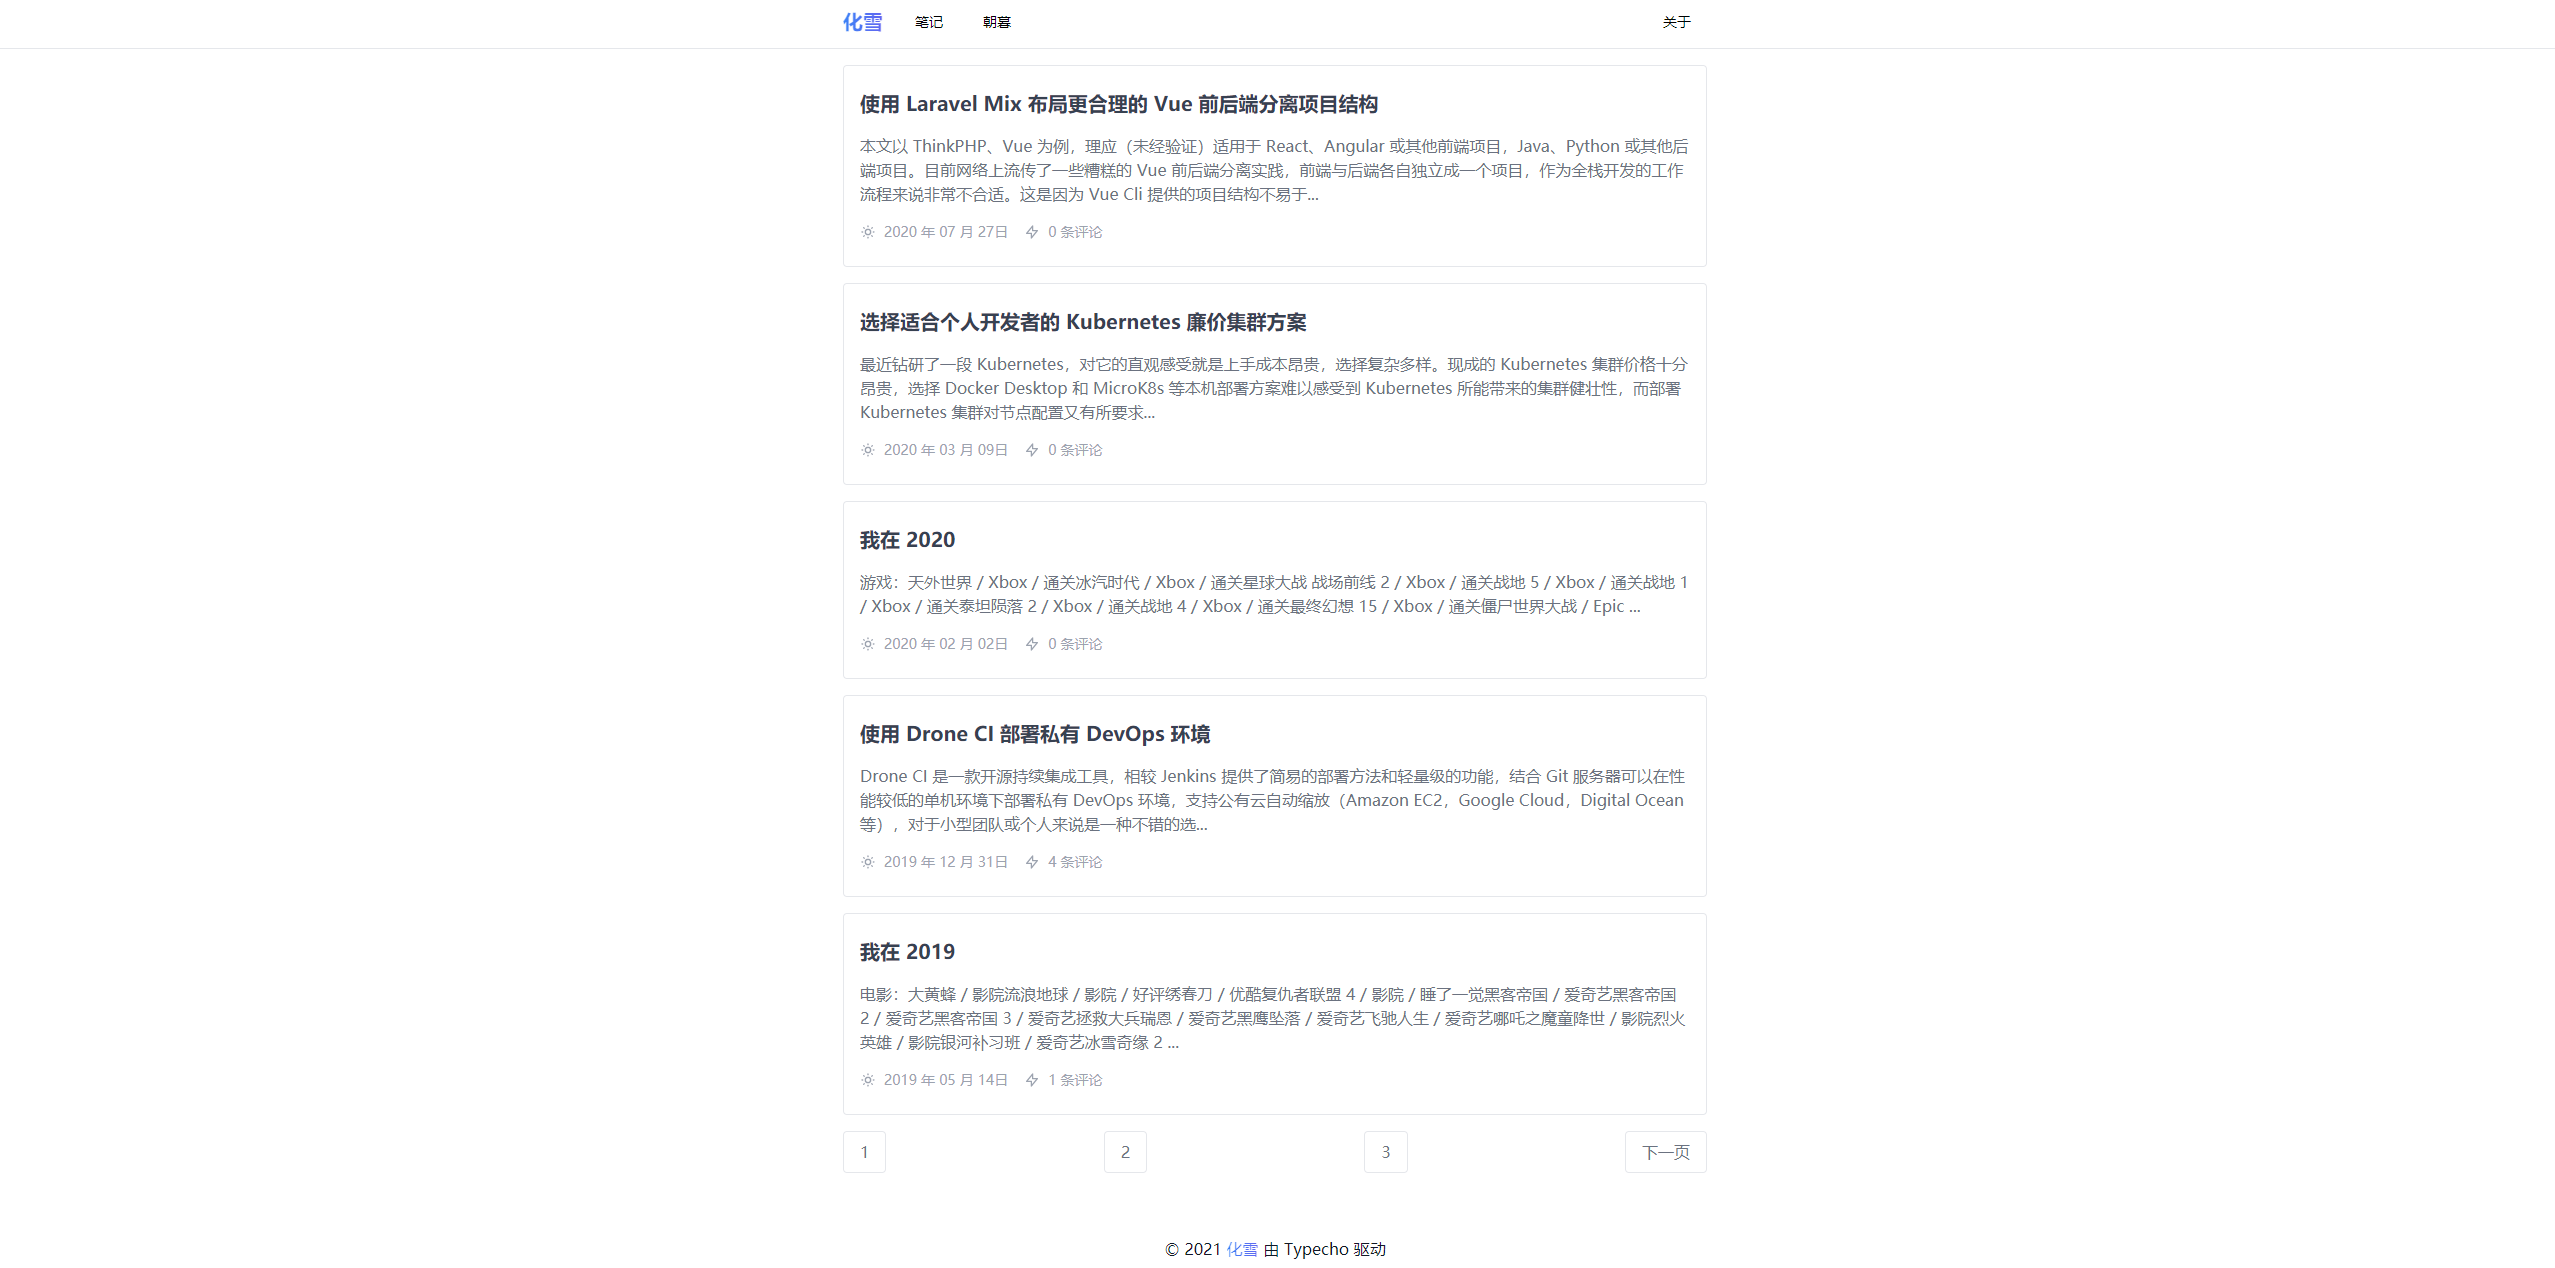 化雪 笔记 朝暮 关于
使用 Laravel Mix 布局更合理的 Vue 前后端分离项目结构
本文以 ThinkPHP、Vue 为例，理应（未经验证）适用于 React、Angular 或其他前端项目，Java、Python 或其他后
端项目。目前网络上流传了一些糟糕的 Vue 前后端分离实践，前端与后端各自独立成一个项目，作为全栈开发的工作
流程来说非常不合适。这是因为 Vue Cli 提供的项目结构不易于...
2020 年 07 月 27日 0 条评论
选择适合个人开发者的 Kubernetes 廉价集群方案
最近钻研了一段 Kubernetes，对它的直观感受就是上手成本昂贵，选择复杂多样。现成的 Kubernetes 集群价格十分
昂贵，选择 Docker Desktop 和 MicroK8s 等本机部署方案难以感受到 Kubernetes 所能带来的集群健壮性，而部署
Kubernetes 集群对节点配置又有所要求...
2020 年 03 月 09日 0 条评论
我在 2020
游戏：天外世界 / Xbox / 通关冰汽时代 / Xbox / 通关星球大战 战场前线 2 / Xbox / 通关战地 5 / Xbox / 通关战地 1
/ Xbox / 通关泰坦陨落 2 / Xbox / 通关战地 4 / Xbox / 通关最终幻想 15 / Xbox / 通关僵尸世界大战 / Epic ...
2020 年 02 月 02日 0 条评论
使用 Drone CI 部署私有 DevOps 环境
Drone CI 是一款开源持续集成工具，相较 Jenkins 提供了简易的部署方法和轻量级的功能，结合 Git 服务器可以在性
能较低的单机环境下部署私有 DevOps 环境，支持公有云自动缩放（Amazon EC2，Google Cloud，Digital Ocean
等），对于小型团队或个人来说是一种不错的选...
2019 年 12 月 31日 4 条评论
我在 2019
电影：大黄蜂 / 影院流浪地球 / 影院 / 好评绣春刀 / 优酷复仇者联盟 4 / 影院 / 睡了一觉黑客帝国 / 爱奇艺黑客帝国
2 / 爱奇艺黑客帝国 3 / 爱奇艺拯救大兵瑞恩 / 爱奇艺黑鹰坠落 / 爱奇艺飞驰人生 / 爱奇艺哪吒之魔童降世 / 影院烈火
英雄 / 影院银河补习班 / 爱奇艺冰雪奇缘 2 ...
2019 年 05 月 14日 1 条评论
1 2 3 下一页
© 2021 化雪 由 Typecho 驱动